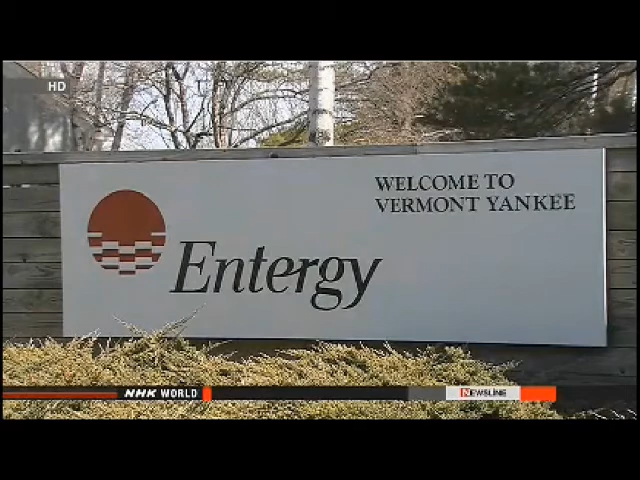 HD
WELCOME TO
VERMONT YANKEE
Entergy
NHK WORLD
NEWSLINE